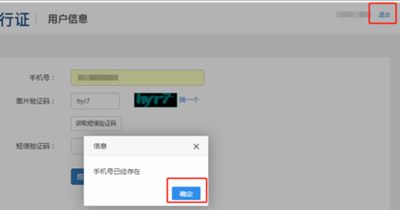 行证 用户信息
退出
手机号：
图片验证码： hyr7 hyr7 换一个
获取短信验证码
短信验证码：
信息
手机号已经存在
确定